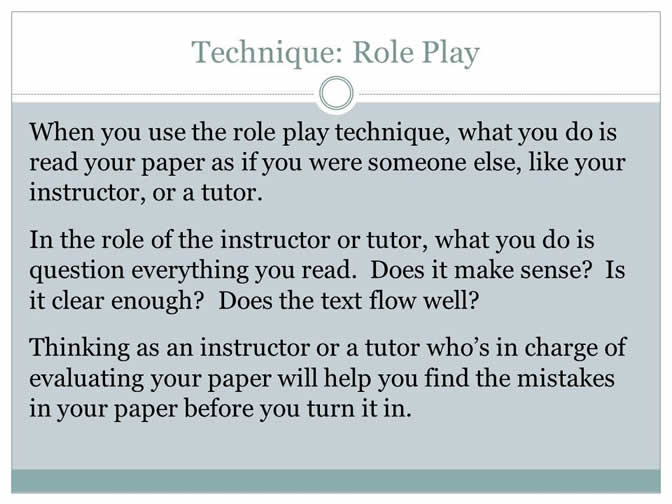 Technique: Role Play
When you use the role play technique, what you do is
read your paper as if you were someone else, like your
instructor, or a tutor.
In the role of the instructor or tutor, what you do is
question everything you read.  Does it make sense?  Is
it clear enough?  Does the text flow well?
Thinking as an instructor or a tutor who’s in charge of
evaluating your paper will help you find the mistakes
in your paper before you turn it in.